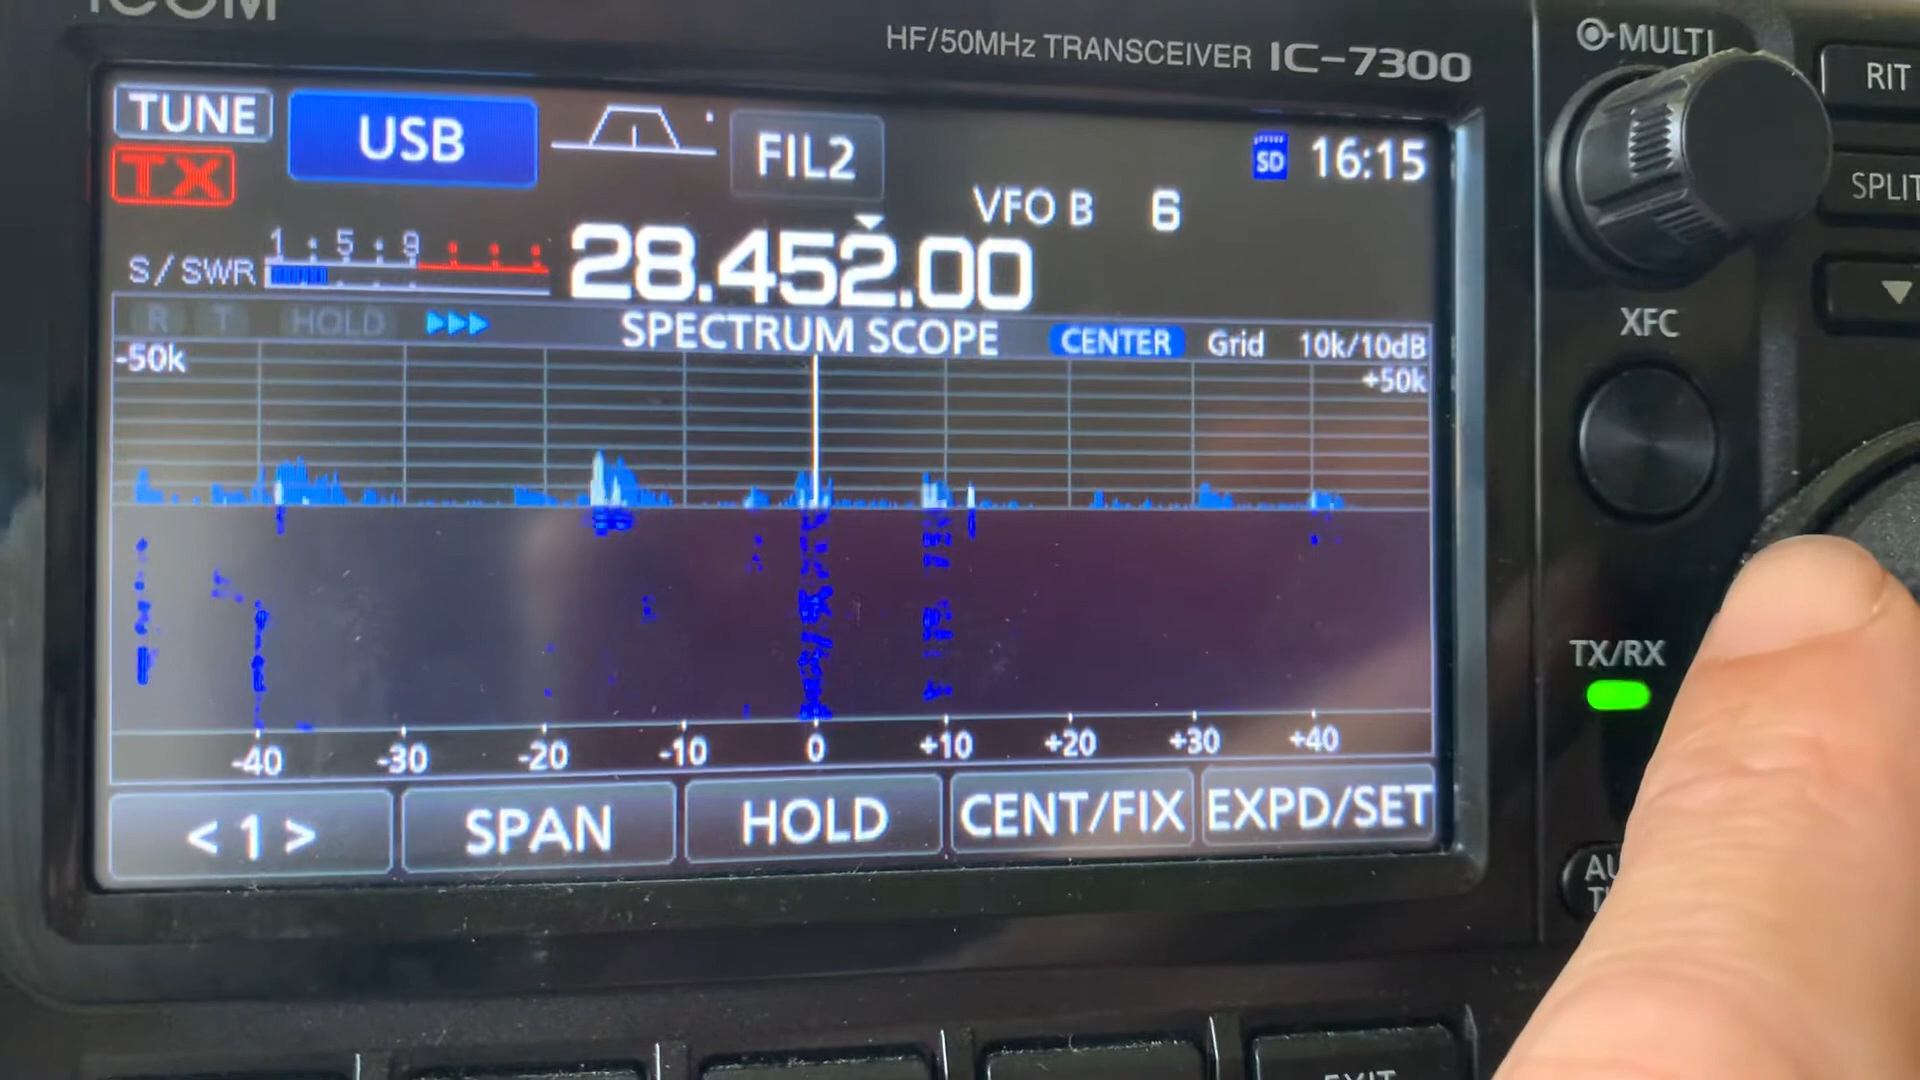 ICOM
HF/50MHz TRANSCEIVER IC-7300
MULTI
RIT
TUNE USB FIL2 SD 16:15
TX
VFO B 6
SPLIT
1 5 9
S/SWR 28.452.00
R T HOLD SPECTRUM SCOPE CENTER Grid 10k/10dB
XFC
-50k +50k
TX/RX
-40 -30 -20 -10 0 +10 +20 +30 +40
<1> SPAN HOLD CENT/FIX EXPD/SET
EXIT